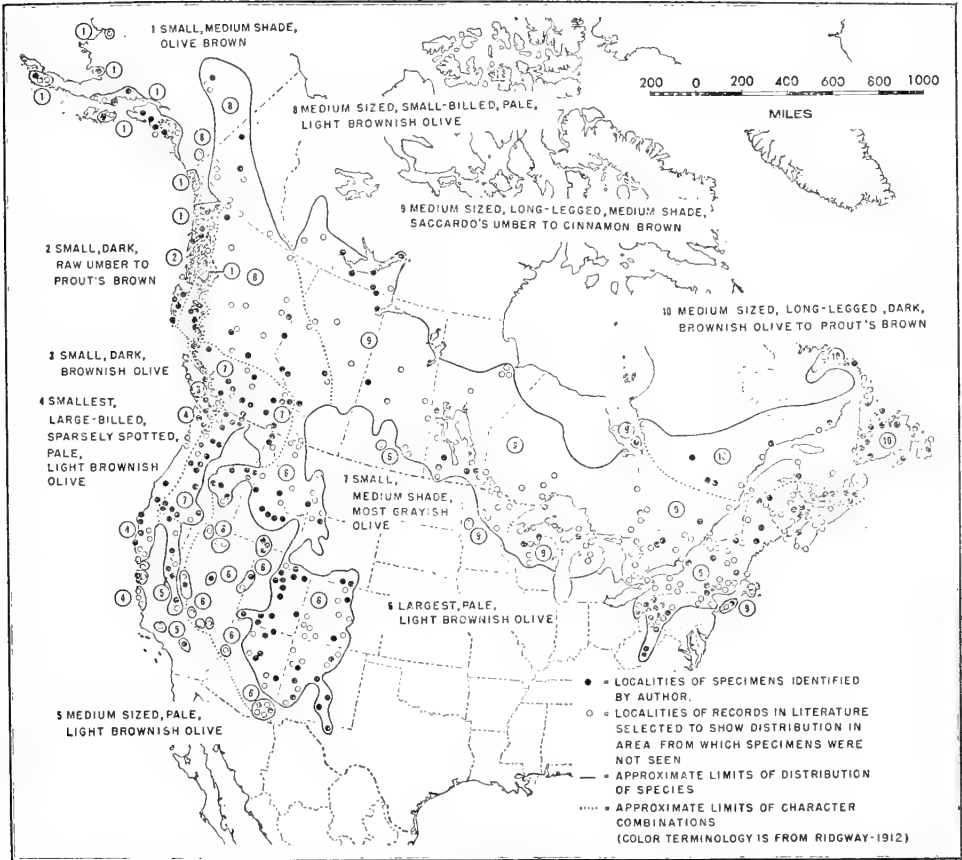 1 SMALL, MEDIUM SHADE,
OLIVE BROWN
200 0 200 400 600 800 1000
MILES
8 MEDIUM SIZED, SMALL-BILLED, PALE,
LIGHT BROWNISH OLIVE
9 MEDIUM SIZED, LONG-LEGGED, MEDIUM SHADE,
SACCARDO'S UMBER TO CINNAMON BROWN
2 SMALL, DARK,
RAW UMBER TO
PROUT'S BROWN
10 MEDIUM SIZED, LONG-LEGGED, DARK,
BROWNISH OLIVE TO PROUT'S BROWN
3 SMALL, DARK,
BROWNISH OLIVE
4 SMALLEST,
LARGE-BILLED,
SPARSELY SPOTTED,
PALE,
LIGHT BROWNISH
OLIVE
7 SMALL,
MEDIUM SHADE,
MOST GRAYISH
OLIVE
6 LARGEST, PALE,
LIGHT BROWNISH OLIVE
5 MEDIUM SIZED, PALE,
LIGHT BROWNISH OLIVE
● = LOCALITIES OF SPECIMENS IDENTIFIED
BY AUTHOR.
○ = LOCALITIES OF RECORDS IN LITERATURE
SELECTED TO SHOW DISTRIBUTION IN
AREA FROM WHICH SPECIMENS WERE
NOT SEEN
— = APPROXIMATE LIMITS OF DISTRIBUTION
OF SPECIES
..... = APPROXIMATE LIMITS OF CHARACTER
COMBINATIONS
(COLOR TERMINOLOGY IS FROM RIDGWAY-1912)